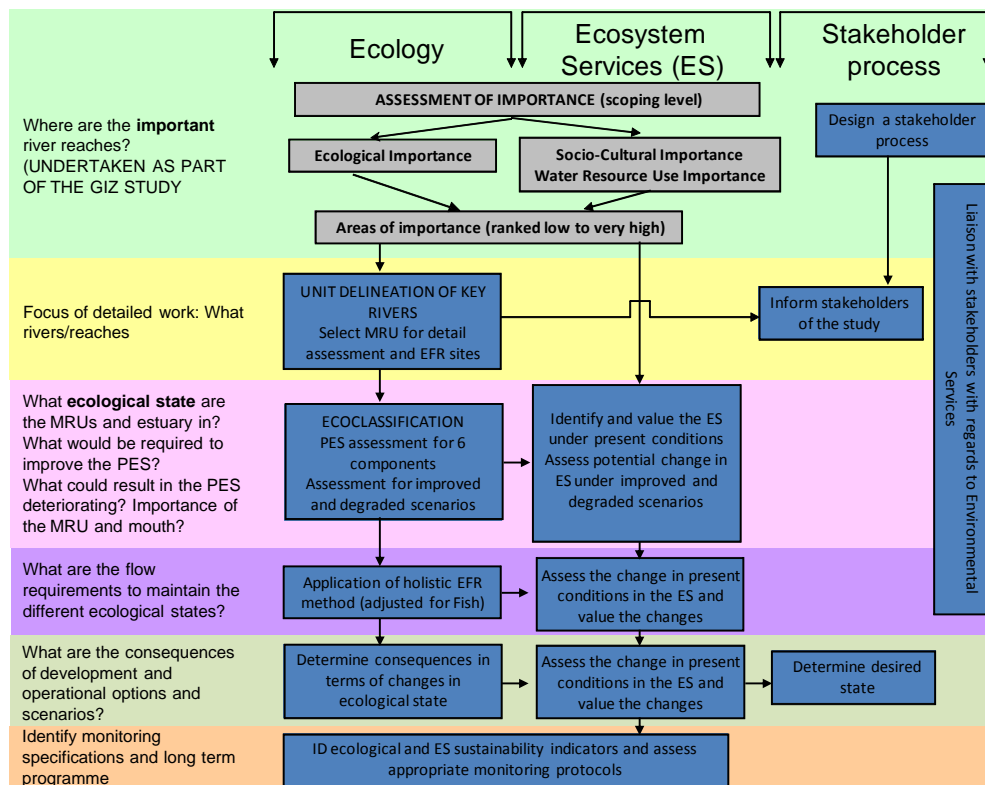 Ecology
Ecosystem
Services (ES)
Stakeholder
process
Where are the important
river reaches?
(UNDERTAKEN AS PART
OF THE GIZ STUDY
ASSESSMENT OF IMPORTANCE (scoping level)
Ecological Importance
Socio-Cultural Importance
Water Resource Use Importance
Areas of importance (ranked low to very high)
Design a stakeholder
process
Liaison with stakeholders with regards to Environmental
Services
Focus of detailed work: What
rivers/reaches
UNIT DELINEATION OF KEY
RIVERS
Select MRU for detail
assessment and EFR sites
Inform stakeholders
of the study
What ecological state are
the MRUs and estuary in?
What would be required to
improve the PES?
What could result in the PES
deteriorating? Importance of
the MRU and mouth?
ECOCLASSIFICATION
PES assessment for 6
components
Assessment for improved
and degraded scenarios
Identify and value the ES
under present conditions
Assess potential change in
ES under improved and
degraded scenarios
What are the flow
requirements to maintain the
different ecological states?
Application of holistic EFR
method (adjusted for Fish)
Assess the change in present
conditions in the ES and
value the changes
What are the consequences
of development and
operational options and
scenarios?
Determine consequences in
terms of changes in
ecological state
Assess the change in present
conditions in the ES and
value the changes
Determine desired
state
Identify monitoring
specifications and long term
programme
ID ecological and ES sustainability indicators and assess
appropriate monitoring protocols